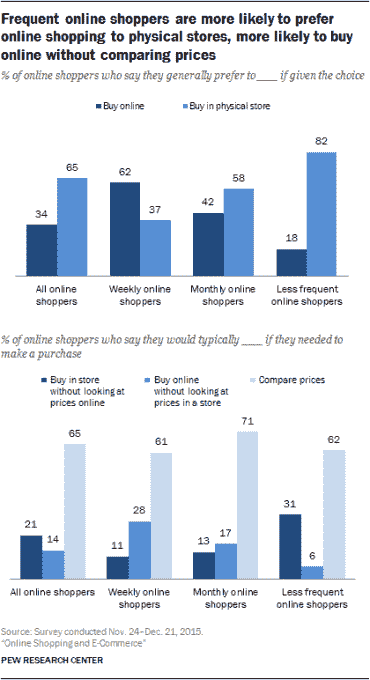 Frequent online shoppers are more likely to prefer
online shopping to physical stores, more likely to buy
online without comparing prices
% of online shoppers who say they generally prefer to ___ if given the choice
Buy online Buy in physical store
34 65 62 37 42 58 18 82
All online shoppers Weekly online shoppers Monthly online shoppers Less frequent online shoppers
% of online shoppers who say they would typically ___ if they needed to
make a purchase
Buy in store without looking at prices online
Buy online without looking at prices in a store
Compare prices
21 14 65 11 28 61 13 17 71 31 6 62
All online shoppers Weekly online shoppers Monthly online shoppers Less frequent online shoppers
Source: Survey conducted Nov. 24–Dec. 21, 2015.
"Online Shopping and E-Commerce"
PEW RESEARCH CENTER